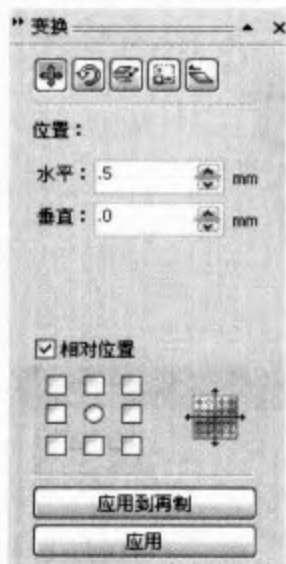 变换
位置：
水平： .5 mm
垂直： .0 mm
相对位置
应用到再制
应用